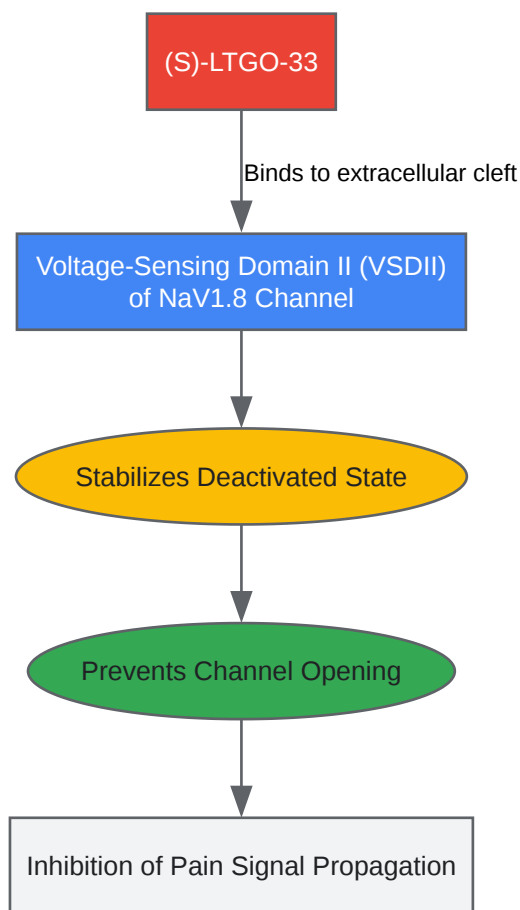 (S)-LTGO-33
Binds to extracellular cleft
Voltage-Sensing Domain II (VSDII)
of NaV1.8 Channel
Stabilizes Deactivated State
Prevents Channel Opening
Inhibition of Pain Signal Propagation